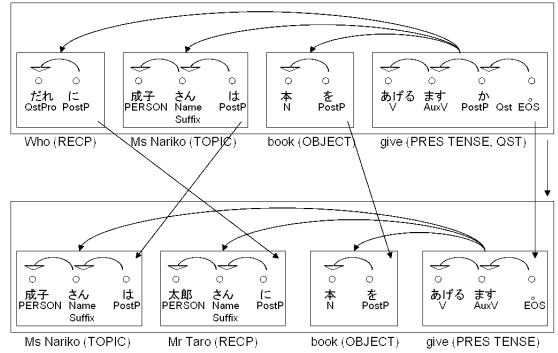 だれ に 成子 さん は 本 を あげる ます か 。
QstPro PostP PERSON Name PostP N PostP V AuxV PostP Qst EOS
Suffix
Who (RECP) Ms Nariko (TOPIC) book (OBJECT) give (PRES TENSE, QST)
成子 さん は 太郎 さん に 本 を あげる ます 。
PERSON Name PostP PERSON Name PostP N PostP V AuxV EOS
Suffix Suffix
Ms Nariko (TOPIC) Mr Taro (RECP) book (OBJECT) give (PRES TENSE)